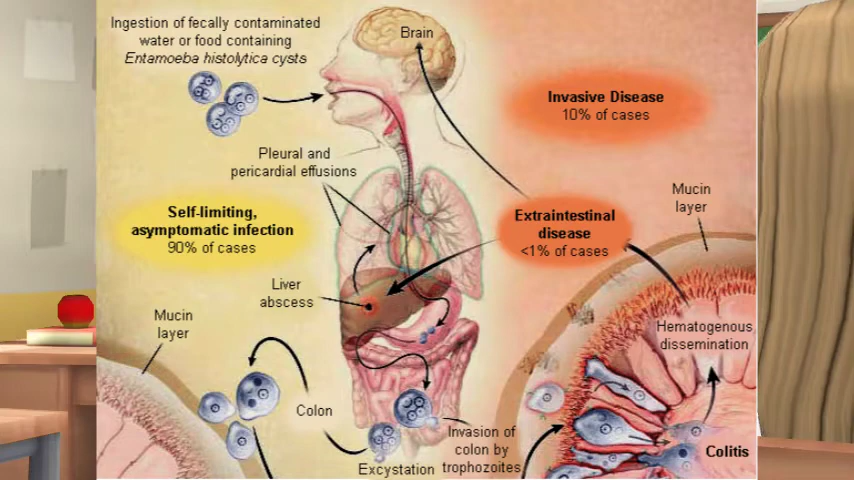 Ingestion of fecally contaminated
water or food containing
Entamoeba histolytica cysts
Brain
Invasive Disease
10% of cases
Pleural and
pericardial effusions
Self-limiting,
asymptomatic infection
90% of cases
Extraintestinal
disease
<1% of cases
Mucin
layer
Liver
abscess
Mucin
layer
Hematogenous
dissemination
Colon
Invasion of
colon by
trophozoites
Excystation
Colitis